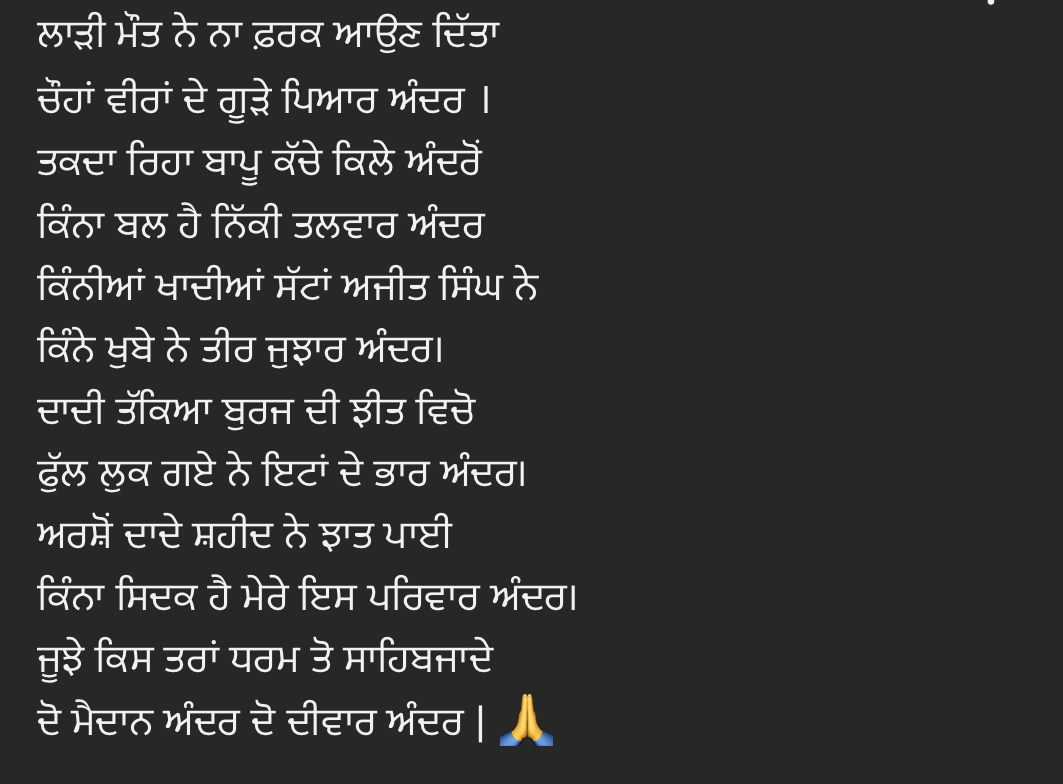 ਲਾੜੀ ਮੌਤ ਨੇ ਨਾ ਫ਼ਰਕ ਆਉਣ ਦਿੱਤਾ
ਚੌਹਾਂ ਵੀਰਾਂ ਦੇ ਗੂੜੇ ਪਿਆਰ ਅੰਦਰ ।
ਤਕਦਾ ਰਿਹਾ ਬਾਪੂ ਕੱਚੇ ਕਿਲੇ ਅੰਦਰੋਂ
ਕਿੰਨਾ ਬਲ ਹੈ ਨਿੱਕੀ ਤਲਵਾਰ ਅੰਦਰ
ਕਿੰਨੀਆਂ ਖਾਦੀਆਂ ਸੱਟਾਂ ਅਜੀਤ ਸਿੰਘ ਨੇ
ਕਿੰਨੇ ਖੁਬੇ ਨੇ ਤੀਰ ਜੁਝਾਰ ਅੰਦਰ।
ਦਾਦੀ ਤੱਕਿਆ ਬੁਰਜ ਦੀ ਝੀਤ ਵਿਚੋ
ਫੁੱਲ ਲੁਕ ਗਏ ਨੇ ਇਟਾਂ ਦੇ ਭਾਰ ਅੰਦਰ।
ਅਰਸ਼ੋਂ ਦਾਦੇ ਸ਼ਹੀਦ ਨੇ ਝਾਤ ਪਾਈ
ਕਿੰਨਾ ਸਿਦਕ ਹੈ ਮੇਰੇ ਇਸ ਪਰਿਵਾਰ ਅੰਦਰ।
ਜੂਝੇ ਕਿਸ ਤਰਾਂ ਧਰਮ ਤੋ ਸਾਹਿਬਜਾਦੇ
ਦੋ ਮੈਦਾਨ ਅੰਦਰ ਦੋ ਦੀਵਾਰ ਅੰਦਰ | 🙏